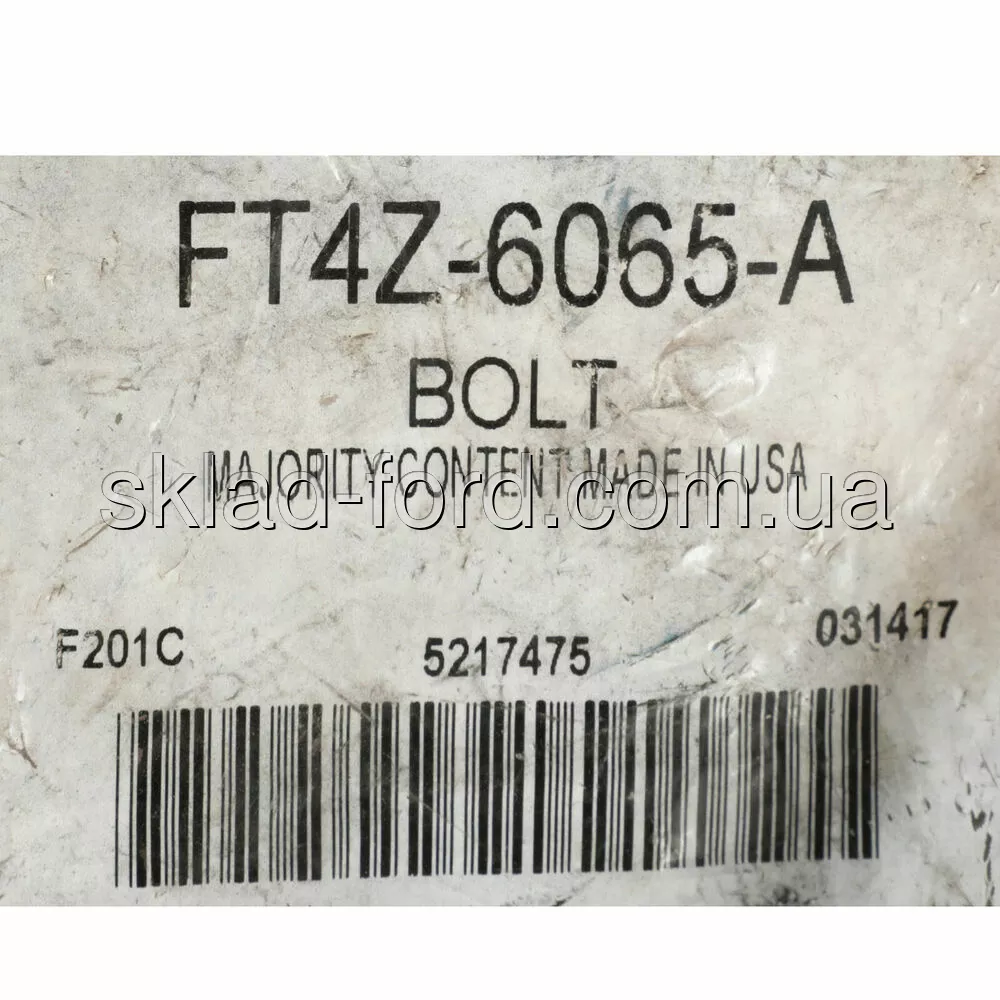 FT4Z-6065-A
BOLT
MAJORITY CONTENT MADE IN USA
sklad-ford.com.ua
F201C 5217475 031417